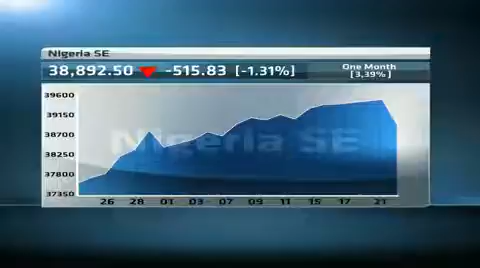 Nigeria SE
38,892.50 -515.83 [-1.31%]
One Month
[3,39%]
39600
39150
38700
38250
37800
37350
Nigeria SE
26 28 01 03 07 09 11 15 17 21